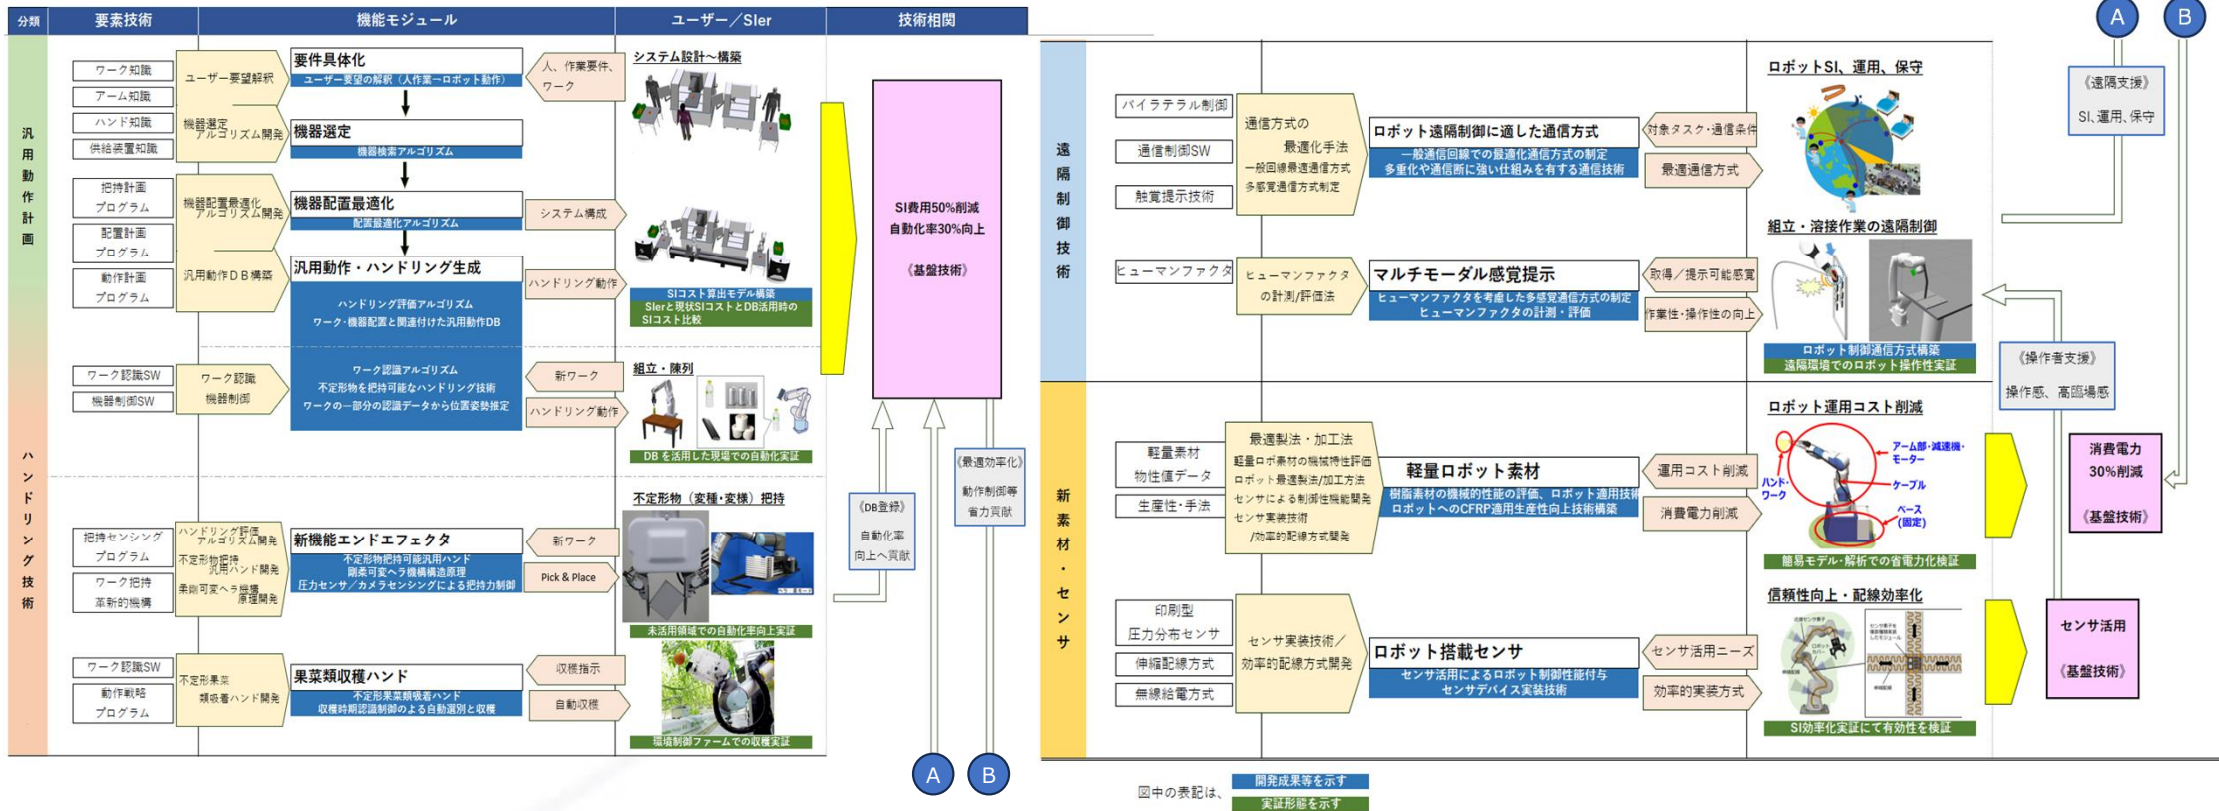 分類
要素技術
機能モジュール
ユーザー／SIer
技術相関
汎用動作計画
ハンドリング技術
ワーク知識
アーム知識
ハンド知識
供給装置知識
把持計画
プログラム
配置計画
プログラム
動作計画
プログラム
ユーザー要望解釈
機器選定
アルゴリズム開発
機器配置最適化
アルゴリズム開発
汎用動作ＤＢ構築
要件具体化
ユーザー要望の解釈（人作業→ロボット動作）
機器選定
機器検索アルゴリズム
機器配置最適化
配置最適化アルゴリズム
汎用動作・ハンドリング生成
ハンドリング評価アルゴリズム
ワーク・機器配置と関連付けた汎用動作DB
ワーク認識アルゴリズム
不定形物を把持可能なハンドリング技術
ワークの一部分の認識データから位置姿勢推定
人、作業要件、
ワーク
システム構成
ハンドリング動作
システム設計～構築
SIコスト算出モデル構築
SIerと現状SIコストとDB活用時の
SIコスト比較
ワーク認識SW
機器制御SW
ワーク認識
機器制御
新ワーク
ハンドリング動作
組立・陳列
DBを活用した現場での自動化実証
把持センシング
プログラム
ワーク把持
革新的機構
ハンドリング評価
アルゴリズム開発
不定形物把持
汎用ハンド開発
柔剛可変ヘラ機構
原理開発
新機能エンドエフェクタ
不定形物把持可能汎用ハンド
剛柔可変ヘラ機構構造原理
圧力センサ／カメラセンシングによる把持力制御
新ワーク
Pick & Place
不定形物（変種・変様）把持
未活用領域での自動化率向上実証
ワーク認識SW
動作戦略
プログラム
不定形果菜
類吸着ハンド開発
果菜類収穫ハンド
不定形果菜類吸着ハンド
収穫時期認識制御のよる自動選別と収穫
収穫指示
自動収穫
環境制御ファームでの収穫実証
SI費用50%削減
自動化率30%向上
《基盤技術》
《DB登録》
自動化率
向上へ貢献
《最適効率化》
動作制御等
省力貢献
A
B
遠隔制御技術
バイラテラル制御
通信制御SW
触覚提示技術
通信方式の
最適化手法
一般回線最適通信方式
多感覚通信方式制定
ロボット遠隔制御に適した通信方式
一般通信回線での最適化通信方式の制定
多重化や通信断に強い仕組みを有する通信技術
対象タスク・通信条件
最適通信方式
ロボットSI、運用、保守
ヒューマンファクタ
ヒューマンファクタ
の計測/評価法
マルチモーダル感覚提示
ヒューマンファクタを考慮した多感覚通信方式の制定
ヒューマンファクタの計測・評価
取得／提示可能感覚
作業性・操作性の向上
組立・溶接作業の遠隔制御
ロボット制御通信方式構築
遠隔環境でのロボット操作性実証
A
B
《遠隔支援》
SI、運用、保守
《操作者支援》
操作感、高臨場感
新素材・センサ
軽量素材
物性値データ
生産性・手法
最適製法・加工法
軽量ロボ素材の機械特性評価
ロボット最適製法/加工方法
センサによる制御性機能開発
センサ実装技術
/効率的配線方式開発
軽量ロボット素材
樹脂素材の機械的性能の評価、ロボット適用技術
ロボットへのCFRP適用生産性向上技術構築
運用コスト削減
消費電力削減
ロボット運用コスト削減
アーム部・減速機・
モーター
ハンド・
ワーク
ケーブル
ベース
(固定)
簡易モデル・解析での省電力化検証
消費電力
30%削減
《基盤技術》
印刷型
圧力分布センサ
伸縮配線方式
無線給電方式
センサ実装技術／
効率的配線方式開発
ロボット搭載センサ
センサ活用によるロボット制御性能付与
センサデバイス実装技術
センサ活用ニーズ
効率的実装方式
信頼性向上・配線効率化
SI効率化実証にて有効性を検証
センサ活用
《基盤技術》
図中の表記は、
開発成果等を示す
実証形態を示す